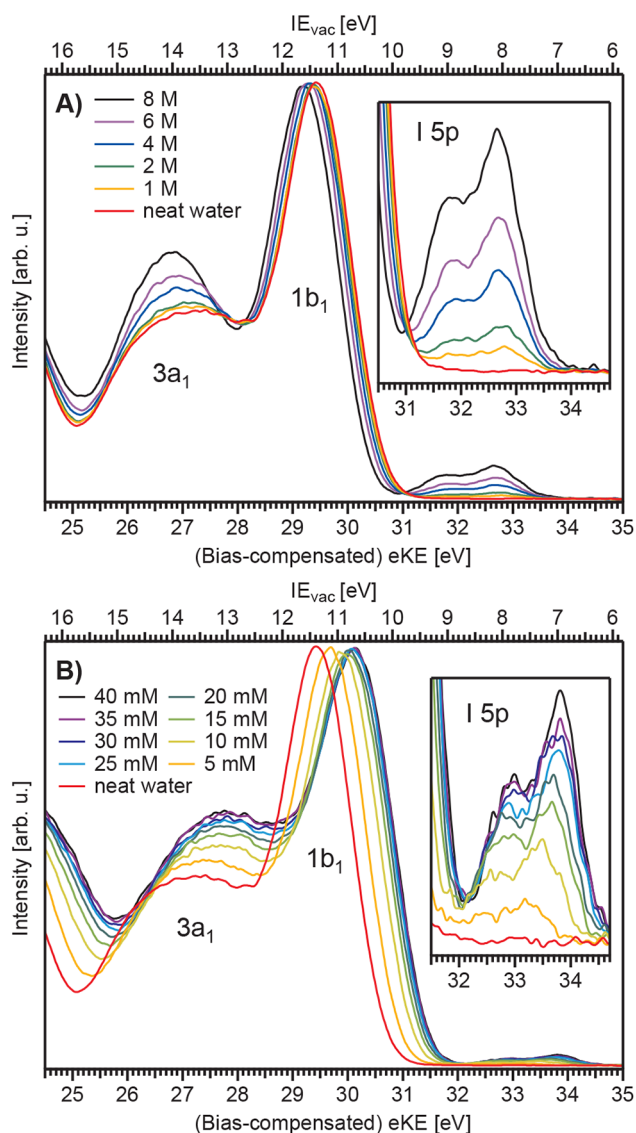 IEvac [eV]
16 15 14 13 12 11 10 9 8 7 6
A)
8 M
6 M
4 M
2 M
1 M
neat water
I 5p
31 32 33 34
3a1
1b1
Intensity [arb. u.]
25 26 27 28 29 30 31 32 33 34 35
(Bias-compensated) eKE [eV]
IEvac [eV]
16 15 14 13 12 11 10 9 8 7 6
B)
40 mM 20 mM
35 mM 15 mM
30 mM 10 mM
25 mM 5 mM
neat water
I 5p
32 33 34
3a1
1b1
Intensity [arb. u.]
25 26 27 28 29 30 31 32 33 34 35
(Bias-compensated) eKE [eV]